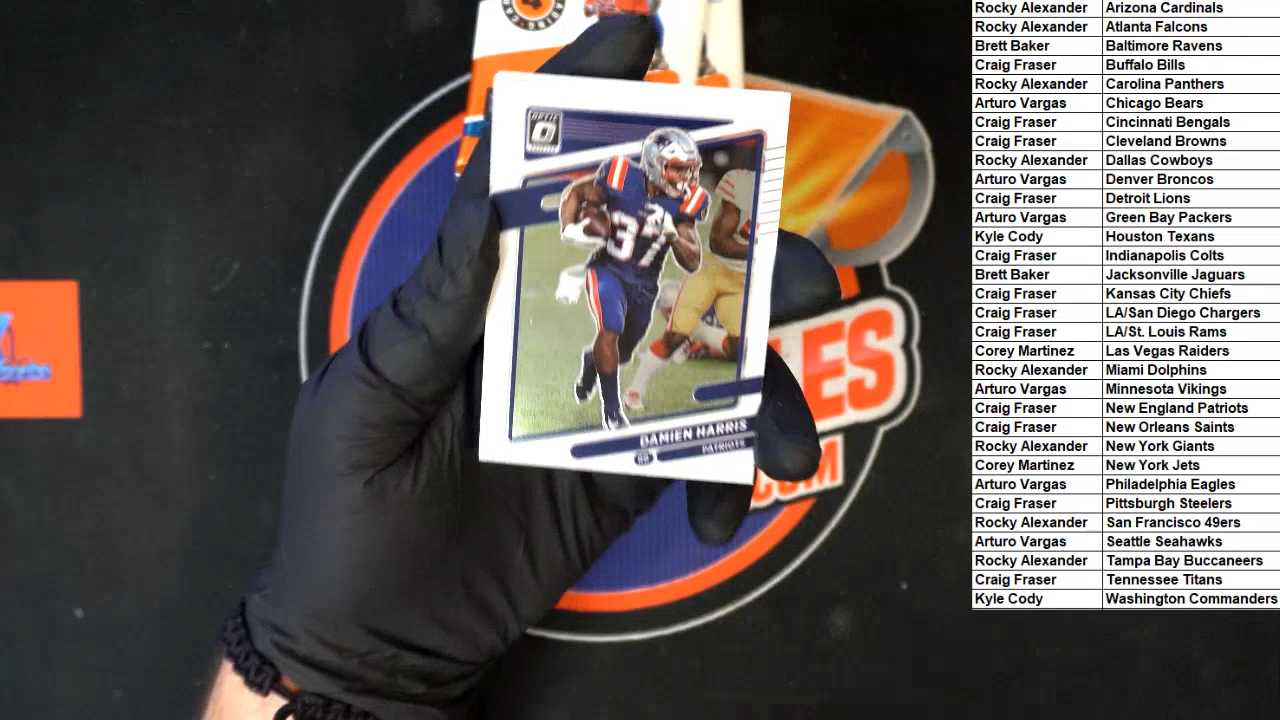 OPTIC
37
DAMIEN HARRIS
RB
PATRIOTS
LES
.COM
Rocky Alexander Arizona Cardinals
Rocky Alexander Atlanta Falcons
Brett Baker Baltimore Ravens
Craig Fraser Buffalo Bills
Rocky Alexander Carolina Panthers
Arturo Vargas Chicago Bears
Craig Fraser Cincinnati Bengals
Craig Fraser Cleveland Browns
Rocky Alexander Dallas Cowboys
Arturo Vargas Denver Broncos
Craig Fraser Detroit Lions
Arturo Vargas Green Bay Packers
Kyle Cody Houston Texans
Craig Fraser Indianapolis Colts
Brett Baker Jacksonville Jaguars
Craig Fraser Kansas City Chiefs
Craig Fraser LA/San Diego Chargers
Craig Fraser LA/St. Louis Rams
Corey Martinez Las Vegas Raiders
Rocky Alexander Miami Dolphins
Arturo Vargas Minnesota Vikings
Craig Fraser New England Patriots
Craig Fraser New Orleans Saints
Rocky Alexander New York Giants
Corey Martinez New York Jets
Arturo Vargas Philadelphia Eagles
Craig Fraser Pittsburgh Steelers
Rocky Alexander San Francisco 49ers
Arturo Vargas Seattle Seahawks
Rocky Alexander Tampa Bay Buccaneers
Craig Fraser Tennessee Titans
Kyle Cody Washington Commanders